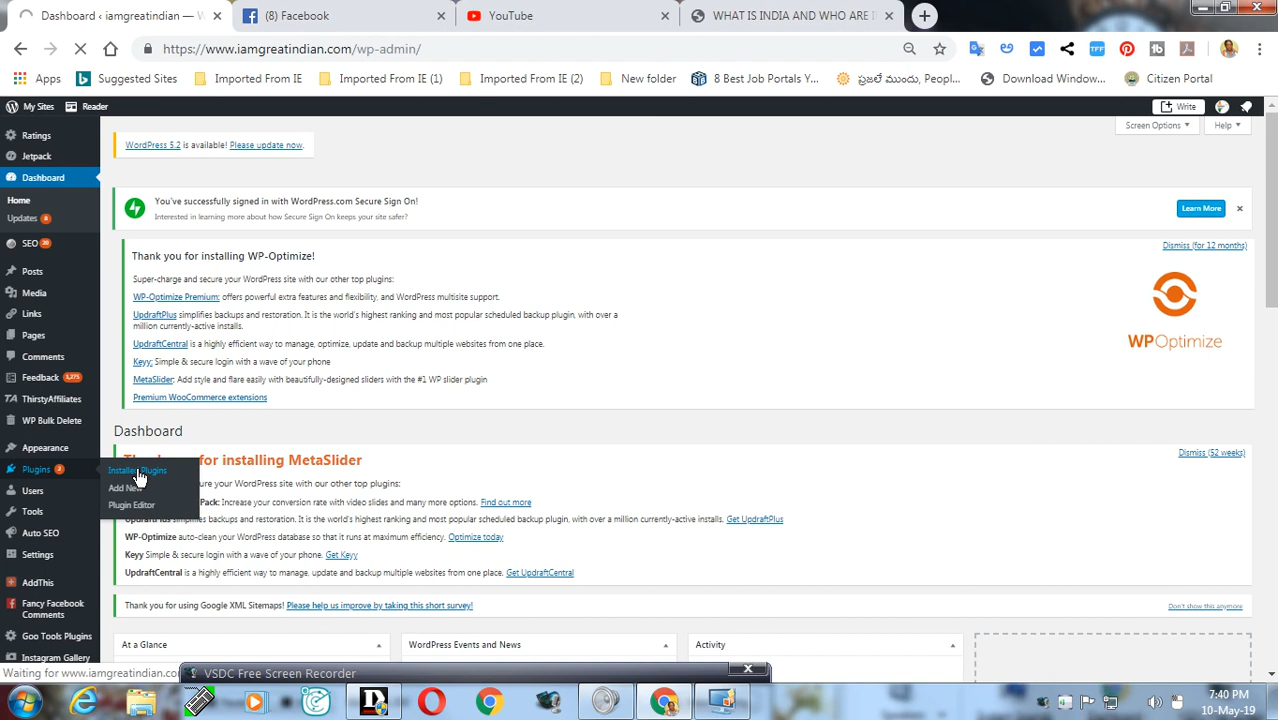 Dashboard ‹ iamgreatindian — W
(8) Facebook
YouTube
WHAT IS INDIA AND WHO ARE I
https://www.iamgreatindian.com/wp-admin/
Apps
Suggested Sites
Imported From IE
Imported From IE (1)
Imported From IE (2)
New folder
8 Best Job Portals Y...
ప్రజలే ముందు, Peopl...
Download Window...
Citizen Portal
My Sites
Reader
Write
Ratings
Jetpack
Dashboard
Home
Updates 8
SEO 20
Posts
Media
Links
Pages
Comments
Feedback 1,275
ThirstyAffiliates
WP Bulk Delete
Appearance
Plugins 3
Users
Tools
Auto SEO
Settings
AddThis
Fancy Facebook
Comments
Goo Tools Plugins
Instagram Gallery
Installed Plugins
Add New
Plugin Editor
Screen Options
Help
WordPress 5.2 is available! Please update now.
You've successfully signed in with WordPress.com Secure Sign On!
Interested in learning more about how Secure Sign On keeps your site safer?
Learn More
Thank you for installing WP-Optimize!
Dismiss (for 12 months)
Super-charge and secure your WordPress site with our other top plugins:
WP-Optimize Premium: offers powerful extra features and flexibility, and WordPress multisite support.
UpdraftPlus simplifies backups and restoration. It is the world's highest ranking and most popular scheduled backup plugin, with over a
million currently-active installs.
UpdraftCentral is a highly efficient way to manage, optimize, update and backup multiple websites from one place.
Keyy: Simple & secure login with a wave of your phone
MetaSlider: Add style and flare easily with beautifully-designed sliders with the #1 WP slider plugin
Premium WooCommerce extensions
WPOptimize
Dashboard
for installing MetaSlider
Dismiss (52 weeks)
Pack: Increase your conversion rate with video slides and many more options. Find out more
simplifies backups and restoration. It is the world's highest ranking and most popular scheduled backup plugin, with over a million currently-active installs. Get UpdraftPlus
WP-Optimize auto-clean your WordPress database so that it runs at maximum efficiency. Optimize today
Keyy Simple & secure login with a wave of your phone. Get Keyy
UpdraftCentral is a highly efficient way to manage, update and backup multiple websites from one place. Get UpdraftCentral
Thank you for using Google XML Sitemaps! Please help us improve by taking this short survey!
Don't show this anymore
At a Glance
WordPress Events and News
Activity
Waiting for www.iamgreatindian.com
VSDC Free Screen Recorder
7:40 PM
10-May-19